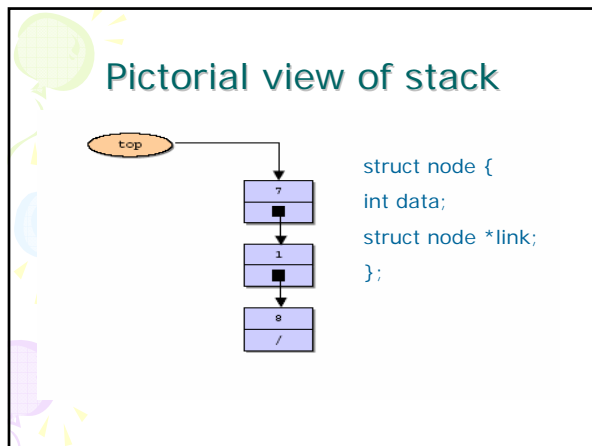 Pictorial view of stack
top
7
1
8
/
struct node {
int data;
struct node *link;
};